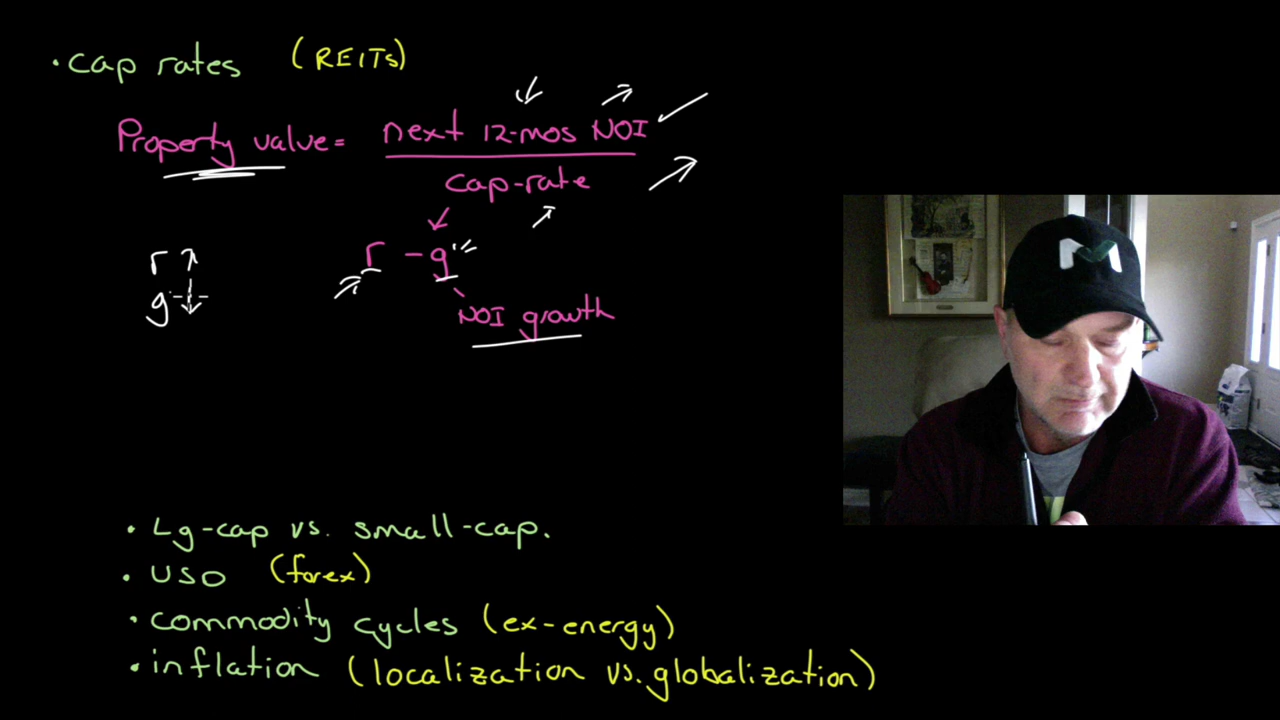 • cap rates (REITs)
Property value = next 12-mos NOI
cap-rate
r - g
r ↑
g ↓
NOI growth
• Lg-cap vs. small-cap.
• USD (forex)
• commodity cycles (ex-energy)
• inflation (localization vs. globalization)